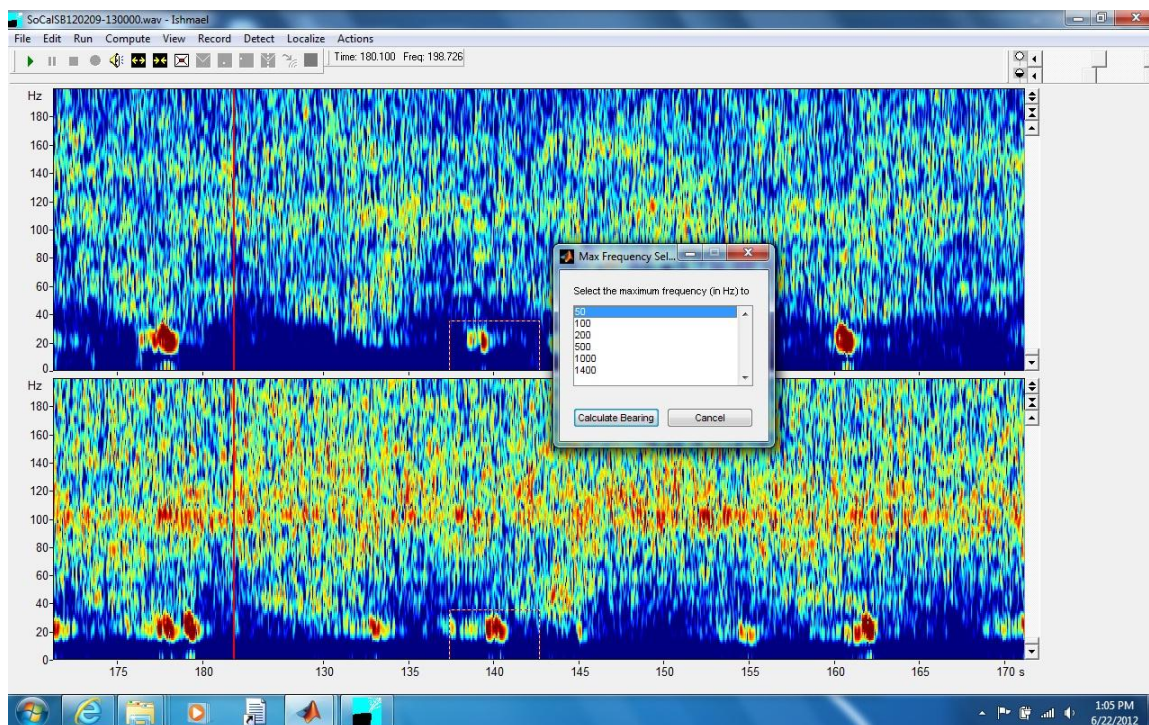 SoCalSB120209-130000.wav - Ishmael
File Edit Run Compute View Record Detect Localize Actions
Time: 180.100 Freq: 198.726
Hz
180
160
140
120
100
80
60
40
20
0
Max Frequency Sel...
Select the maximum frequency (in Hz) to
50
100
200
500
1000
1400
Calculate Bearing Cancel
Hz
180
160
140
120
100
80
60
40
20
0
175 180 130 135 140 145 150 155 160 165 170 s
1:05 PM
6/22/2012